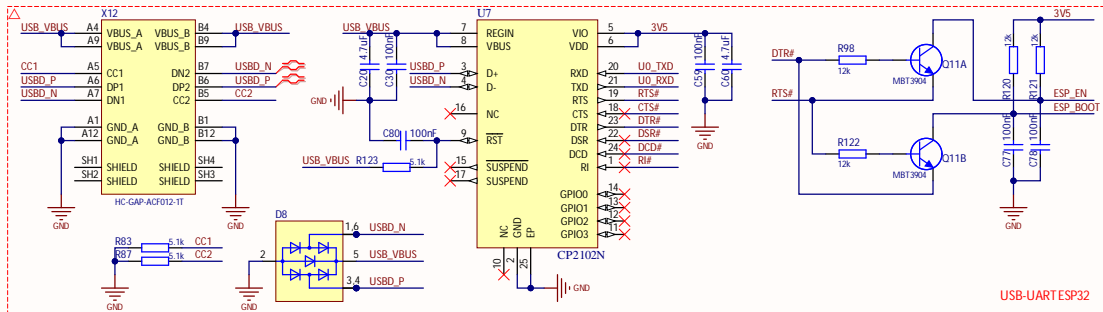 X12
USB_VBUS A4 VBUS_A VBUS_B B4 USB_VBUS
A9 VBUS_A VBUS_B B9
CC1 A5 CC1 DN2 B7 USBD_N
USBD_P A6 DP1 DP2 B6 USBD_P
USBD_N A7 DN1 CC2 B5 CC2
A1 GND_A GND_B B1
A12 GND_A GND_B B12
SH1 SHIELD SHIELD SH4
SH2 SHIELD SHIELD SH3
HC-GAP-ACF012-1T
GND GND
R83 5.1k CC1
R87 5.1k CC2
GND
D8
1,6 USBD_N
2 5 USB_VBUS
3,4 USBD_P
GND
USB_VBUS
C20 4.7uF
C30 100nF
GND
C80 100nF
USB_VBUS R123 5.1k
U7
7 REGIN VIO 5 3V5
8 VBUS VDD 6
USBD_P 3 D+ RXD 20 U0_TXD
USBD_N 4 D- TXD 21 U0_RXD
RTS 19 RTS#
16 NC CTS 18 CTS#
DTR 23 DTR#
9 RST DSR 22 DSR#
DCD 24 DCD#
15 SUSPEND RI 1 RI#
17 SUSPEND
GPIO0 14
GPIO1 13
GPIO2 12
GPIO3 11
NC GND EP
10 2 25
CP2102N
GND
C59 100nF
C60 4.7uF
GND
DTR# R98 12k
Q11A
MBT3904
RTS#
R122 12k
Q11B
MBT3904
3V5
R120 12k
R121 12k
ESP_EN
ESP_BOOT
C77 100nF
C78 100nF
GND
USB-UART ESP32